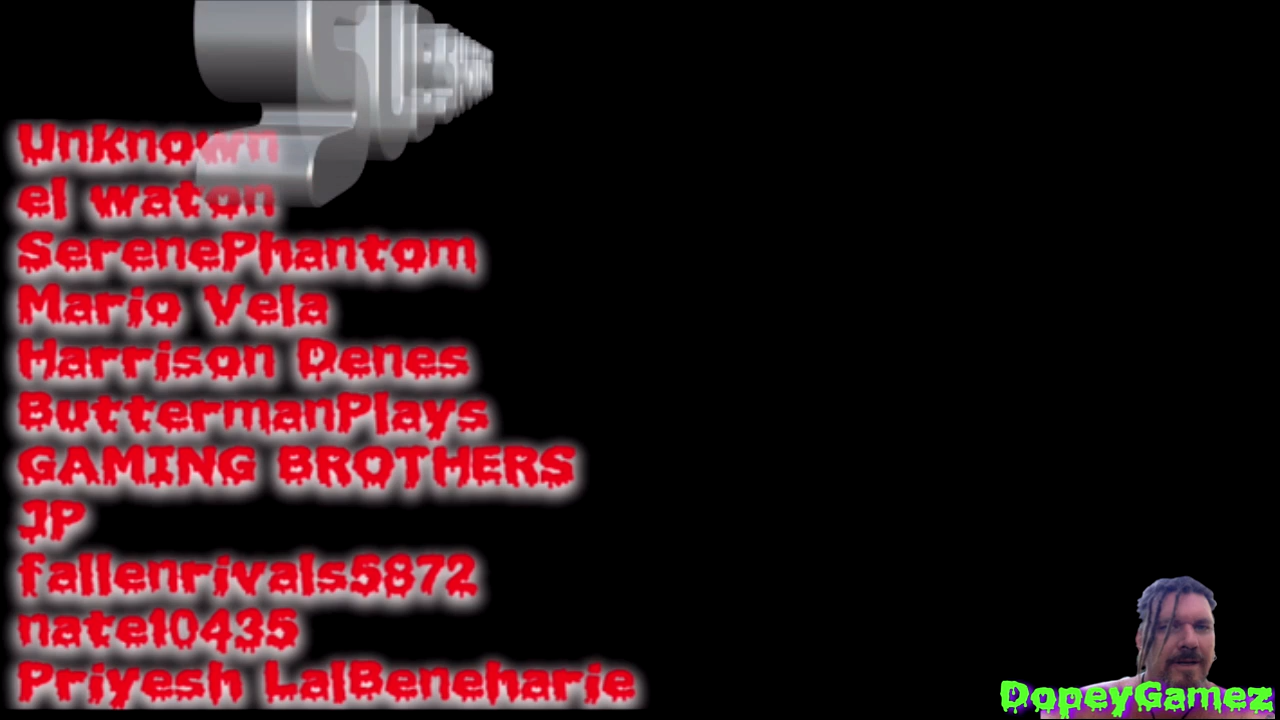 Unknown
el waton
SerenePhantom
Mario Vela
Harrison Denes
ButtermanPlays
GAMING BROTHERS
JP
fallenrivals5872
nate10435
Priyesh LalBeneharie
DopeyGamez